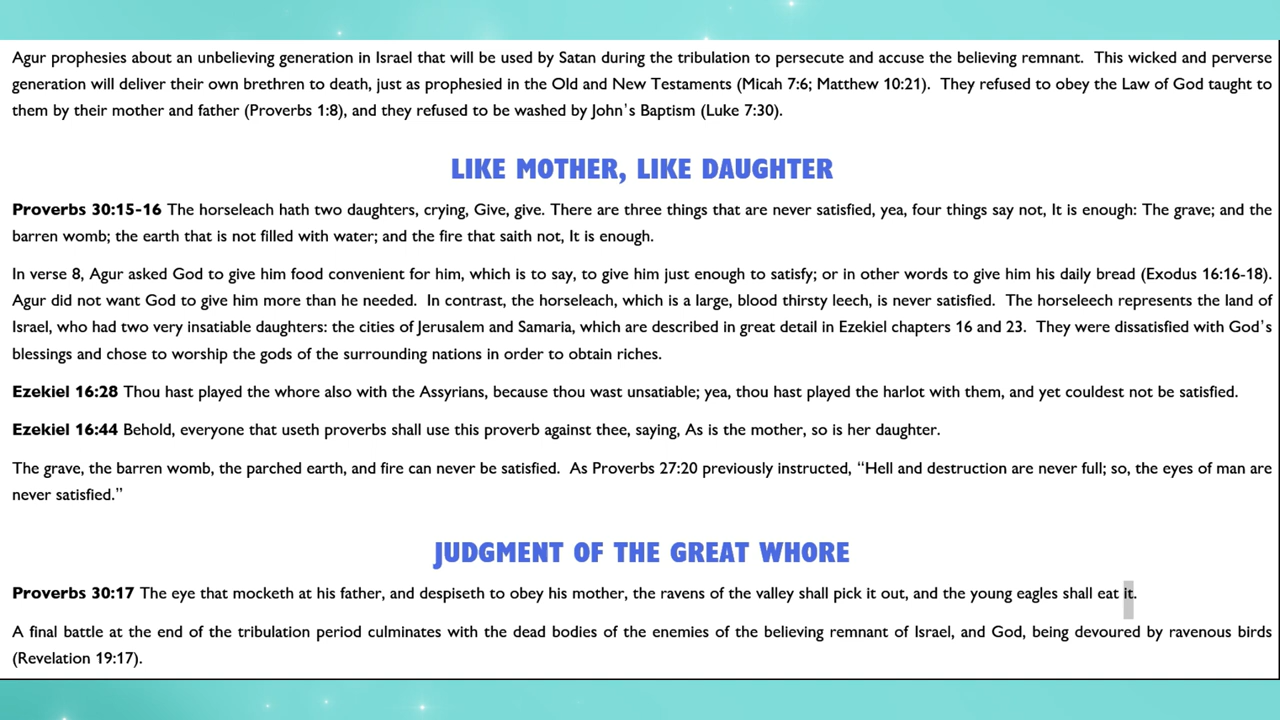 Agur prophesies about an unbelieving generation in Israel that will be used by Satan during the tribulation to persecute and accuse the believing remnant. This wicked and perverse
generation will deliver their own brethren to death, just as prophesied in the Old and New Testaments (Micah 7:6; Matthew 10:21). They refused to obey the Law of God taught to
them by their mother and father (Proverbs 1:8), and they refused to be washed by John's Baptism (Luke 7:30).
LIKE MOTHER, LIKE DAUGHTER
Proverbs 30:15-16 The horseleach hath two daughters, crying, Give, give. There are three things that are never satisfied, yea, four things say not, It is enough: The grave; and the
barren womb; the earth that is not filled with water; and the fire that saith not, It is enough.
In verse 8, Agur asked God to give him food convenient for him, which is to say, to give him just enough to satisfy; or in other words to give him his daily bread (Exodus 16:16-18).
Agur did not want God to give him more than he needed. In contrast, the horseleach, which is a large, blood thirsty leech, is never satisfied. The horseleech represents the land of
Israel, who had two very insatiable daughters: the cities of Jerusalem and Samaria, which are described in great detail in Ezekiel chapters 16 and 23. They were dissatisfied with God's
blessings and chose to worship the gods of the surrounding nations in order to obtain riches.
Ezekiel 16:28 Thou hast played the whore also with the Assyrians, because thou wast unsatiable; yea, thou hast played the harlot with them, and yet couldest not be satisfied.
Ezekiel 16:44 Behold, everyone that useth proverbs shall use this proverb against thee, saying, As is the mother, so is her daughter.
The grave, the barren womb, the parched earth, and fire can never be satisfied. As Proverbs 27:20 previously instructed, “Hell and destruction are never full; so, the eyes of man are
never satisfied.”
JUDGMENT OF THE GREAT WHORE
Proverbs 30:17 The eye that mocketh at his father, and despiseth to obey his mother, the ravens of the valley shall pick it out, and the young eagles shall eat it.
A final battle at the end of the tribulation period culminates with the dead bodies of the enemies of the believing remnant of Israel, and God, being devoured by ravenous birds
(Revelation 19:17).